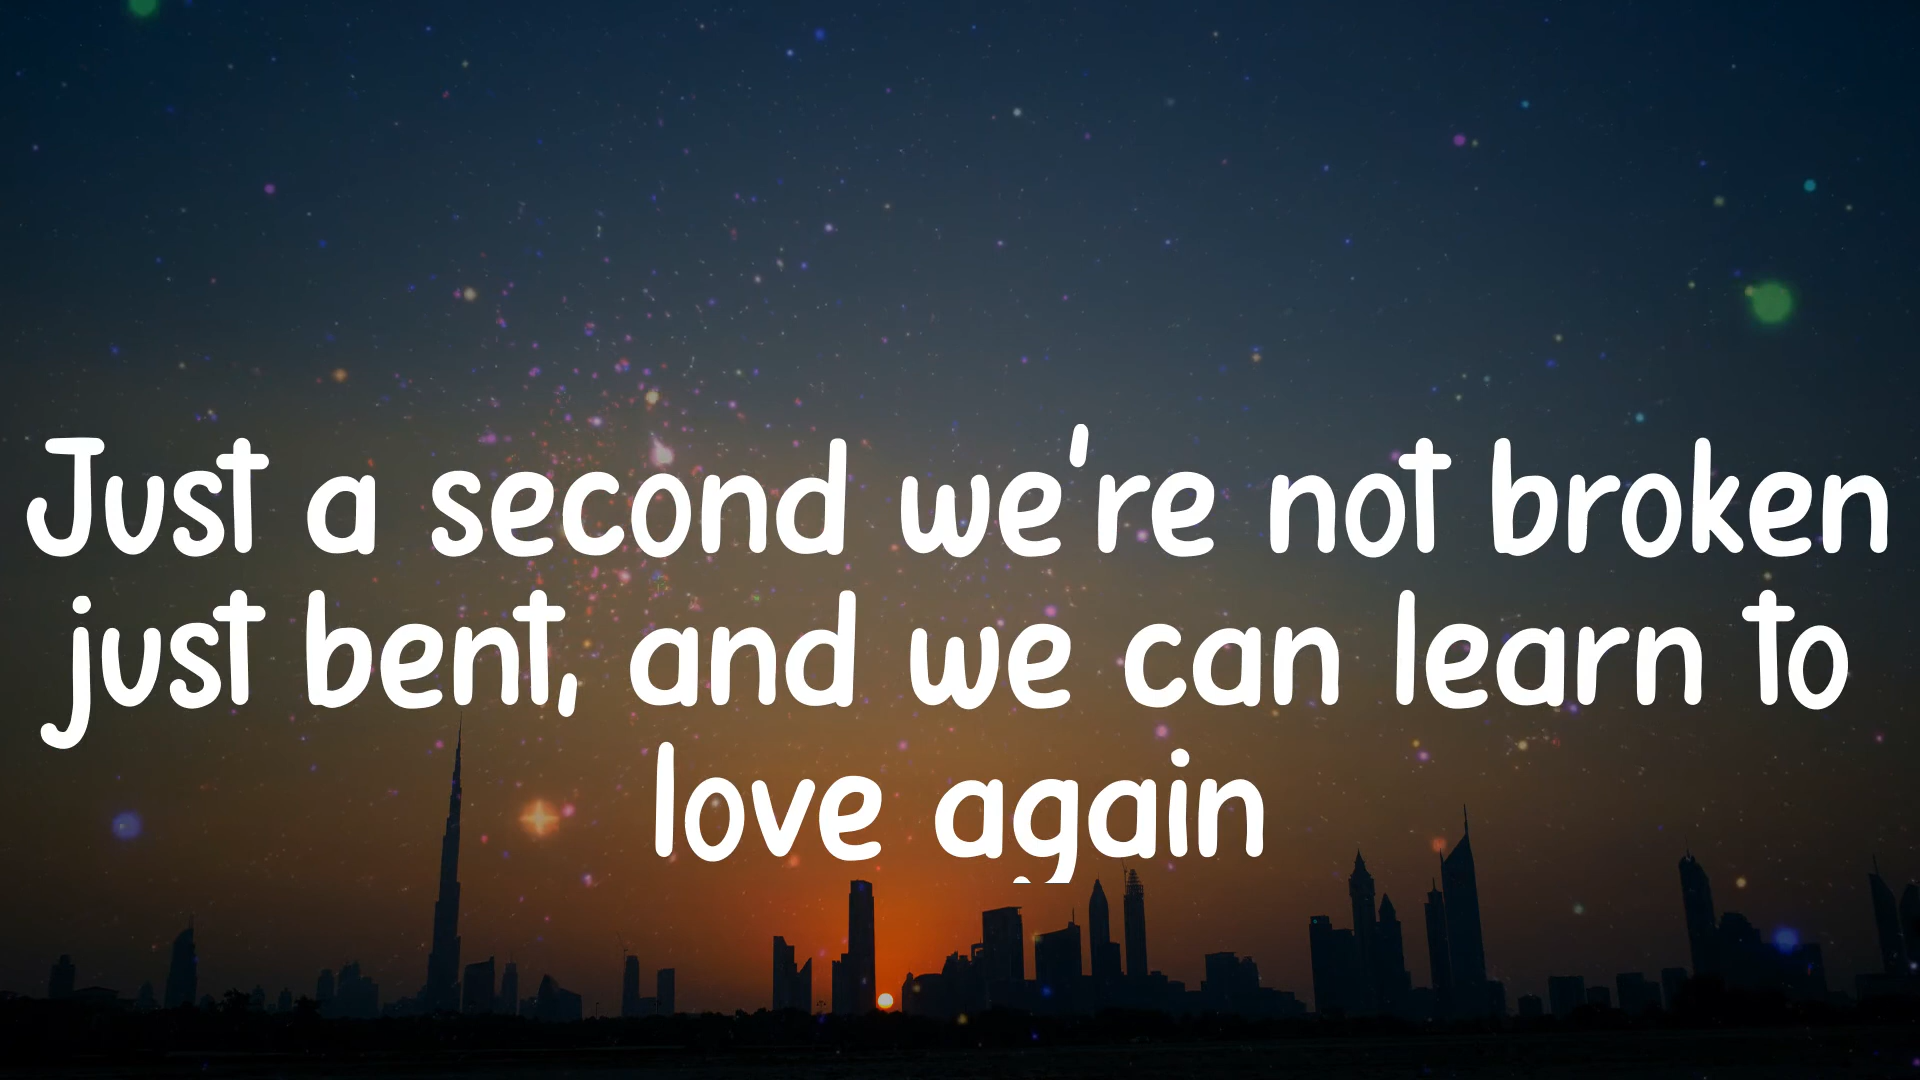 Just a second we're not broken
just bent, and we can learn to
love again